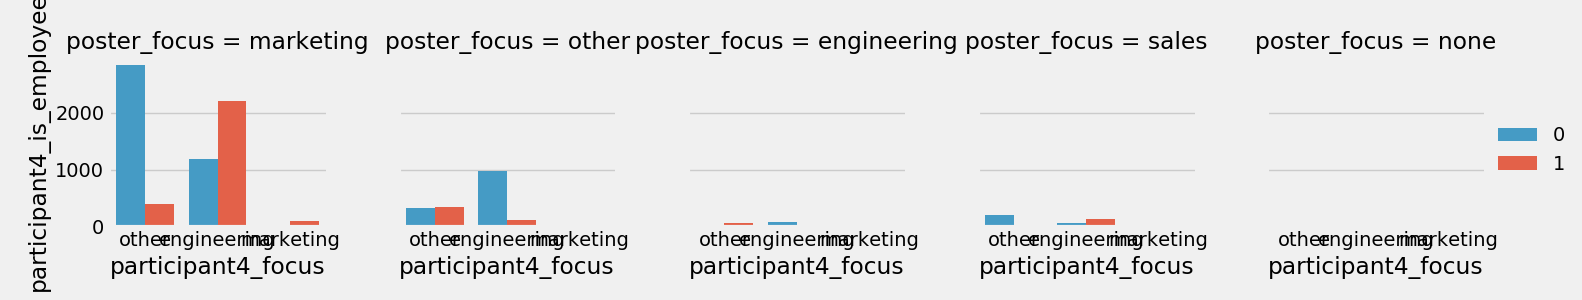 participant4_is_employee
poster_focus = marketing
poster_focus = other
poster_focus = engineering
poster_focus = sales
poster_focus = none
2000
1000
0
other engineering marketing
other engineering marketing
other engineering marketing
other engineering marketing
other engineering marketing
participant4_focus
participant4_focus
participant4_focus
participant4_focus
participant4_focus
0
1